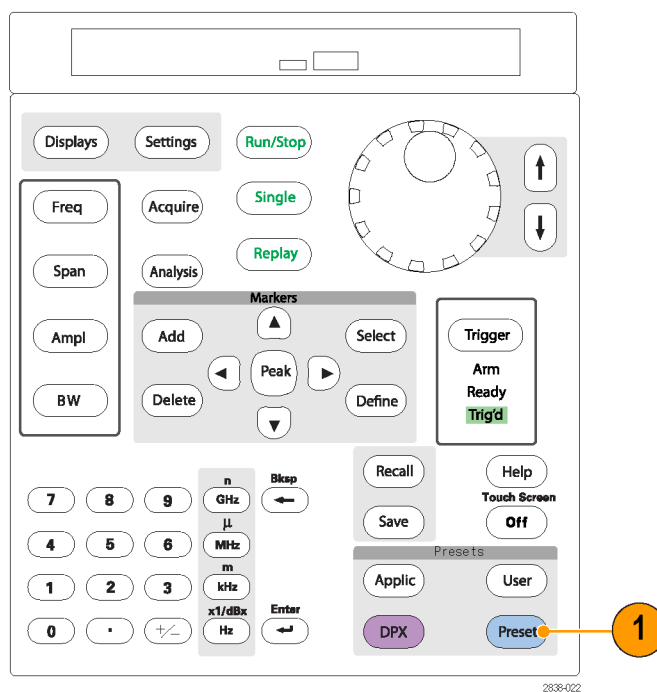 Displays Settings Run/Stop
↑
Freq Acquire Single
↓
Span Analysis Replay
Markers
Ampl Add ▲ Select Trigger
◄ Peak ► Arm
BW Delete ▼ Define Ready
Trig'd
Recall Help
n Bksp Touch Screen
7 8 9 GHz ← Save Off
μ
4 5 6 MHz Presets
m Applic User
1 2 3 kHz
x1/dBx Enter
0 . +/– Hz ↵ DPX Preset 1
2838-022